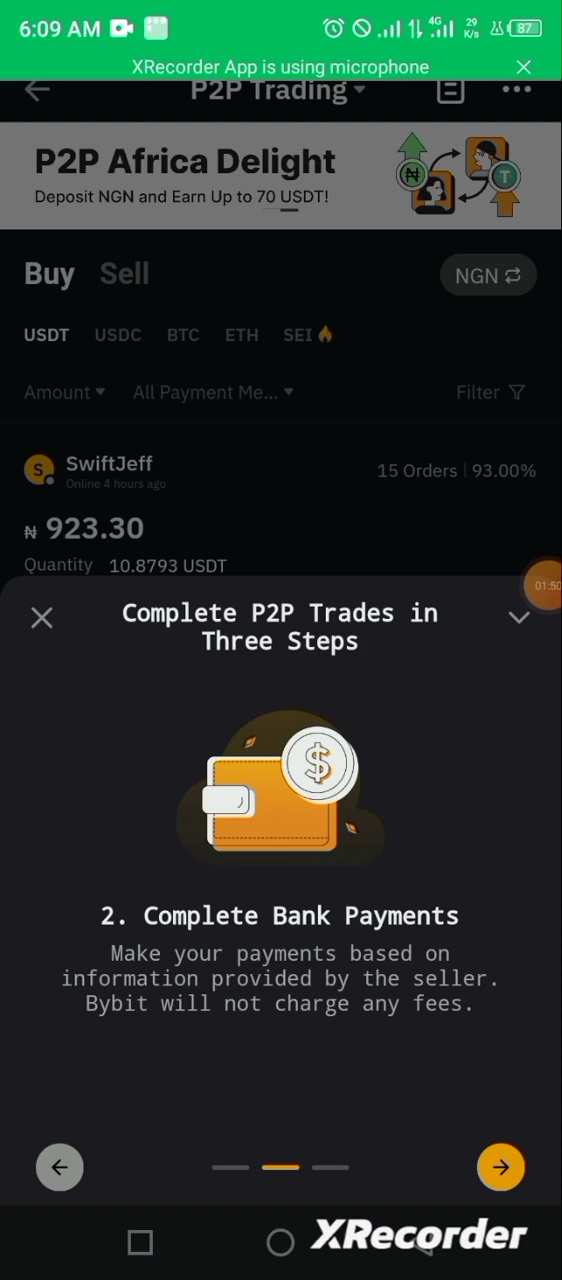 6:09 AM
4G
29
K/s
87
XRecorder App is using microphone
P2P Trading
P2P Africa Delight
Deposit NGN and Earn Up to 70 USDT!
₦
T
Buy Sell
NGN
USDT USDC BTC ETH SEI
Amount All Payment Me... Filter
S
SwiftJeff
15 Orders | 93.00%
Online 4 hours ago
₦ 923.30
Quantity 10.8793 USDT
01:50
Complete P2P Trades in
Three Steps
$
2. Complete Bank Payments
Make your payments based on
information provided by the seller.
Bybit will not charge any fees.
XRecorder